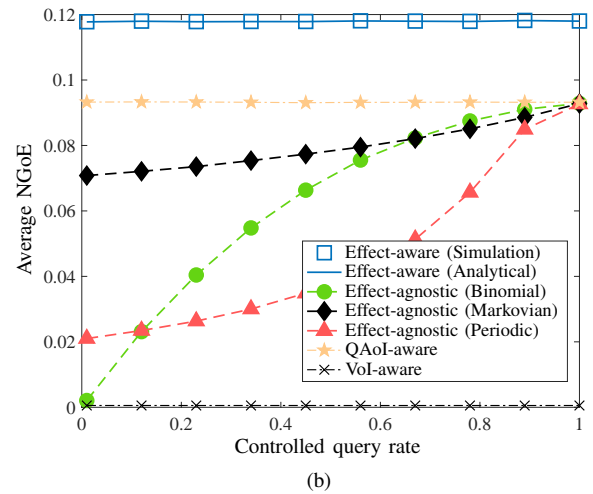 0.12
0.1
0.08
0.06
0.04
0.02
0
Average NGoE
Effect-aware (Simulation)
Effect-aware (Analytical)
Effect-agnostic (Binomial)
Effect-agnostic (Markovian)
Effect-agnostic (Periodic)
QAoI-aware
VoI-aware
0 0.2 0.4 0.6 0.8 1
Controlled query rate
(b)